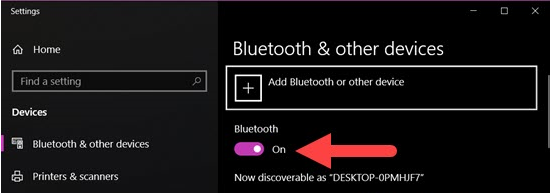 Settings
Home
Find a setting
Devices
Bluetooth & other devices
Printers & scanners
Bluetooth & other devices
Add Bluetooth or other device
Bluetooth
On
Now discoverable as "DESKTOP-0PMHJF7"